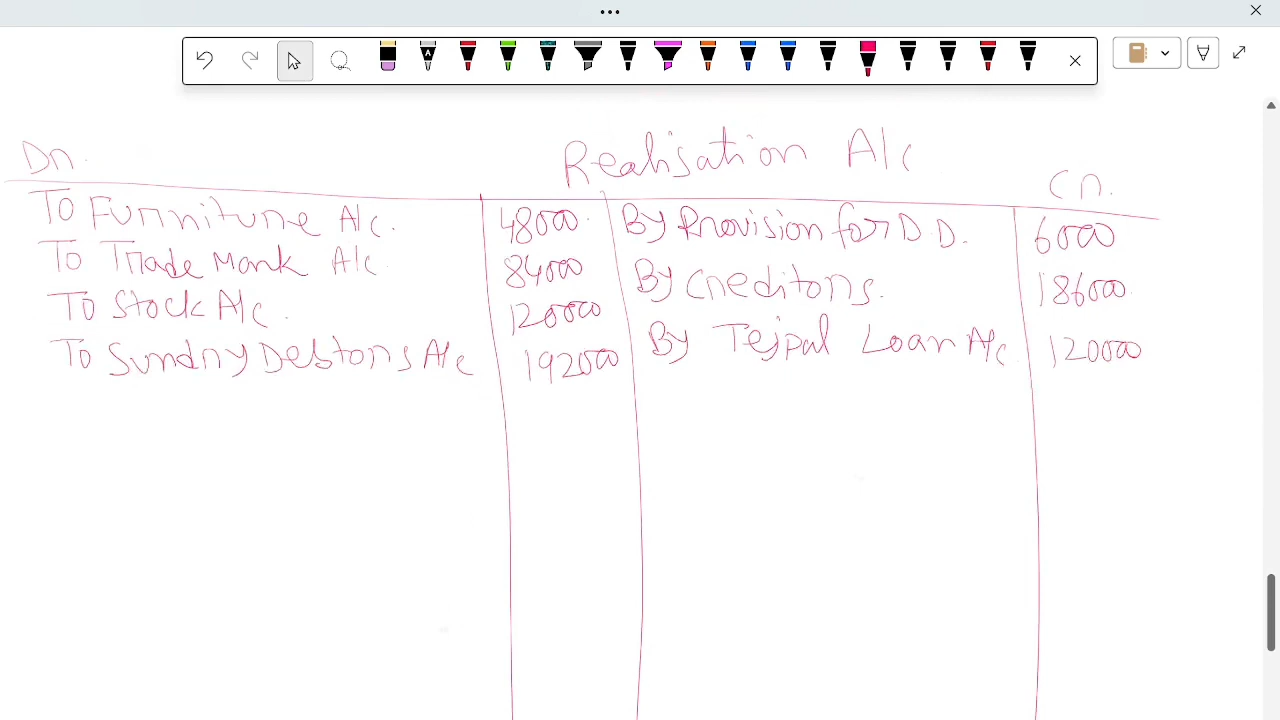 Realisation A/c
Dr.
Cr.
To Furniture A/c.
48000
By Provision for D.D.
6000
To Trade Mark A/c
84000
By Creditors.
186000
To Stock A/c.
120000
By Tejpal Loan A/c
120000
To Sundry Debtors A/c
192000